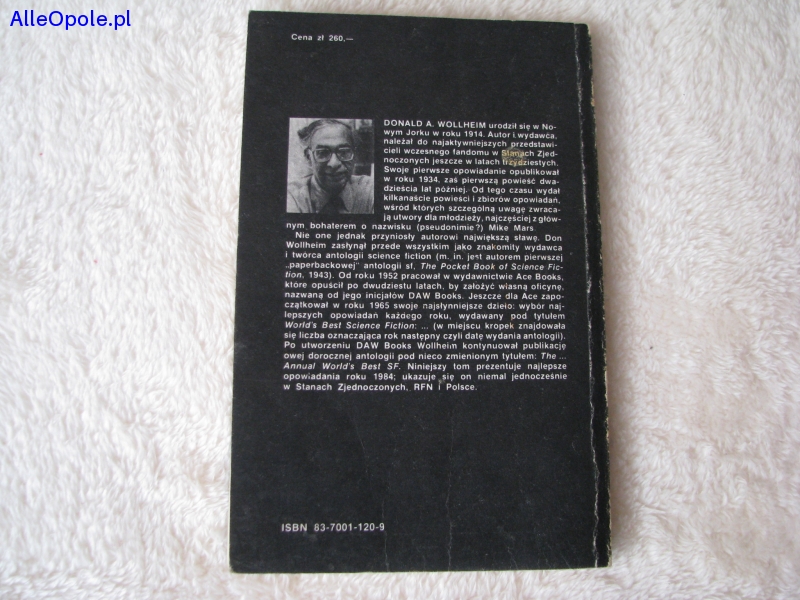 AlleOpole.pl
Cena zł 260,—
DONALD A. WOLLHEIM urodził się w No-
wym Jorku w roku 1914. Autor i wydawca,
należał do najaktywniejszych przedstawi-
cieli wczesnego fandomu w Stanach Zjed-
noczonych jeszcze w latach trzydziestych.
Swoje pierwsze opowiadanie opublikował
w roku 1934, zaś pierwszą powieść dwa-
dzieścia lat później. Od tego czasu wydał
kilkanaście powieści i zbiorów opowiadań,
wśród których szczególną uwagę zwraca-
ją utwory dla młodzieży, najczęściej z głów-
nym bohaterem o nazwisku (pseudonimie?) Mike Mars.
Nie one jednak przyniosły autorowi największą sławę. Don
Wollheim zasłynął przede wszystkim jako znakomity wydawca
i twórca antologii science fiction (m. in. jest autorem pierwszej
„paperbackowej" antologii sf, The Pocket Book of Science Fic-
tion, 1943). Od roku 1952 pracował w wydawnictwie Ace Books,
które opuścił po dwudziestu latach, by założyć własną oficynę,
nazwaną od jego inicjałów DAW Books. Jeszcze dla Ace zapo-
czątkował w roku 1965 swoje najsłynniejsze dzieło: wybór naj-
lepszych opowiadań każdego roku, wydawany pod tytułem
World's Best Science Fiction: ... (w miejscu kropek znajdowała
się liczba oznaczająca rok następny czyli datę wydania antologii).
Po utworzeniu DAW Books Wollheim kontynuował publikację
owej dorocznej antologii pod nieco zmienionym tytułem: The ...
Annual World's Best SF. Niniejszy tom prezentuje najlepsze
opowiadania roku 1984; ukazuje się on niemal jednocześnie
w Stanach Zjednoczonych, RFN i Polsce.
ISBN 83-7001-120-9